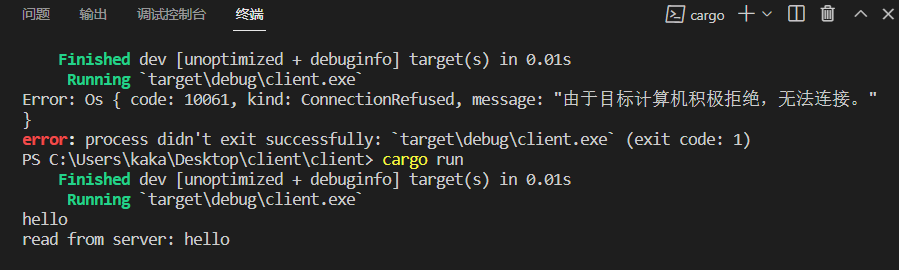 问题 输出 调试控制台 终端 cargo
Finished dev [unoptimized + debuginfo] target(s) in 0.01s
Running `target\debug\client.exe`
Error: Os { code: 10061, kind: ConnectionRefused, message: "由于目标计算机积极拒绝，无法连接。"
}
error: process didn't exit successfully: `target\debug\client.exe` (exit code: 1)
PS C:\Users\kaka\Desktop\client\client> cargo run
Finished dev [unoptimized + debuginfo] target(s) in 0.01s
Running `target\debug\client.exe`
hello
read from server: hello